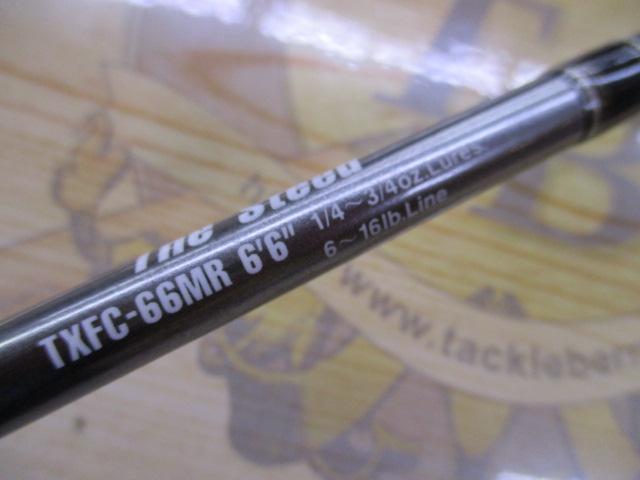 The Steed
TXFC-66MR 6'6"
1/4~3/4oz.Lures.
6~16lb.Line
www.tackleber